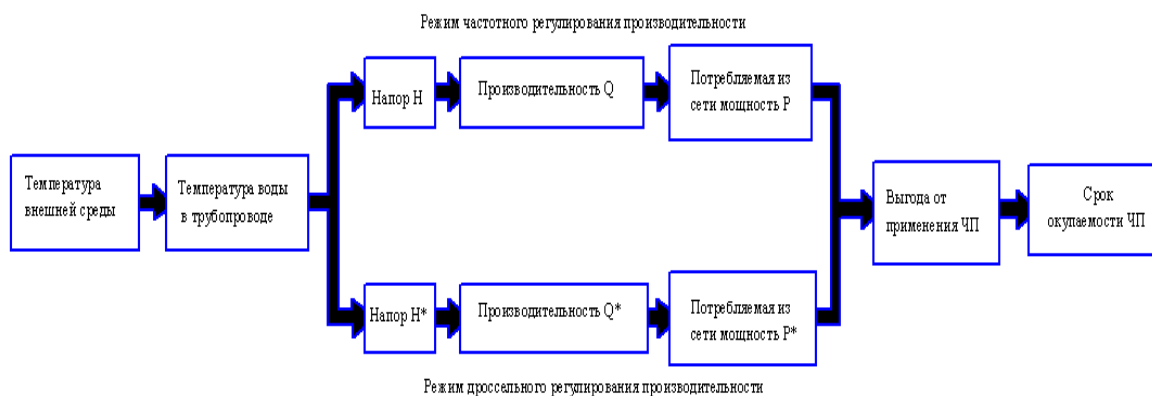 Режим частотного регулирования производительности
Напор H
Производительность Q
Потребляемая из
сети мощность P
Температура
внешней среды
Температура воды
в трубопроводе
Выгода от
применения ЧП
Срок
окупаемости ЧП
Напор H*
Производительность Q*
Потребляемая из
сети мощность P*
Режим дроссельного регулирования производительности